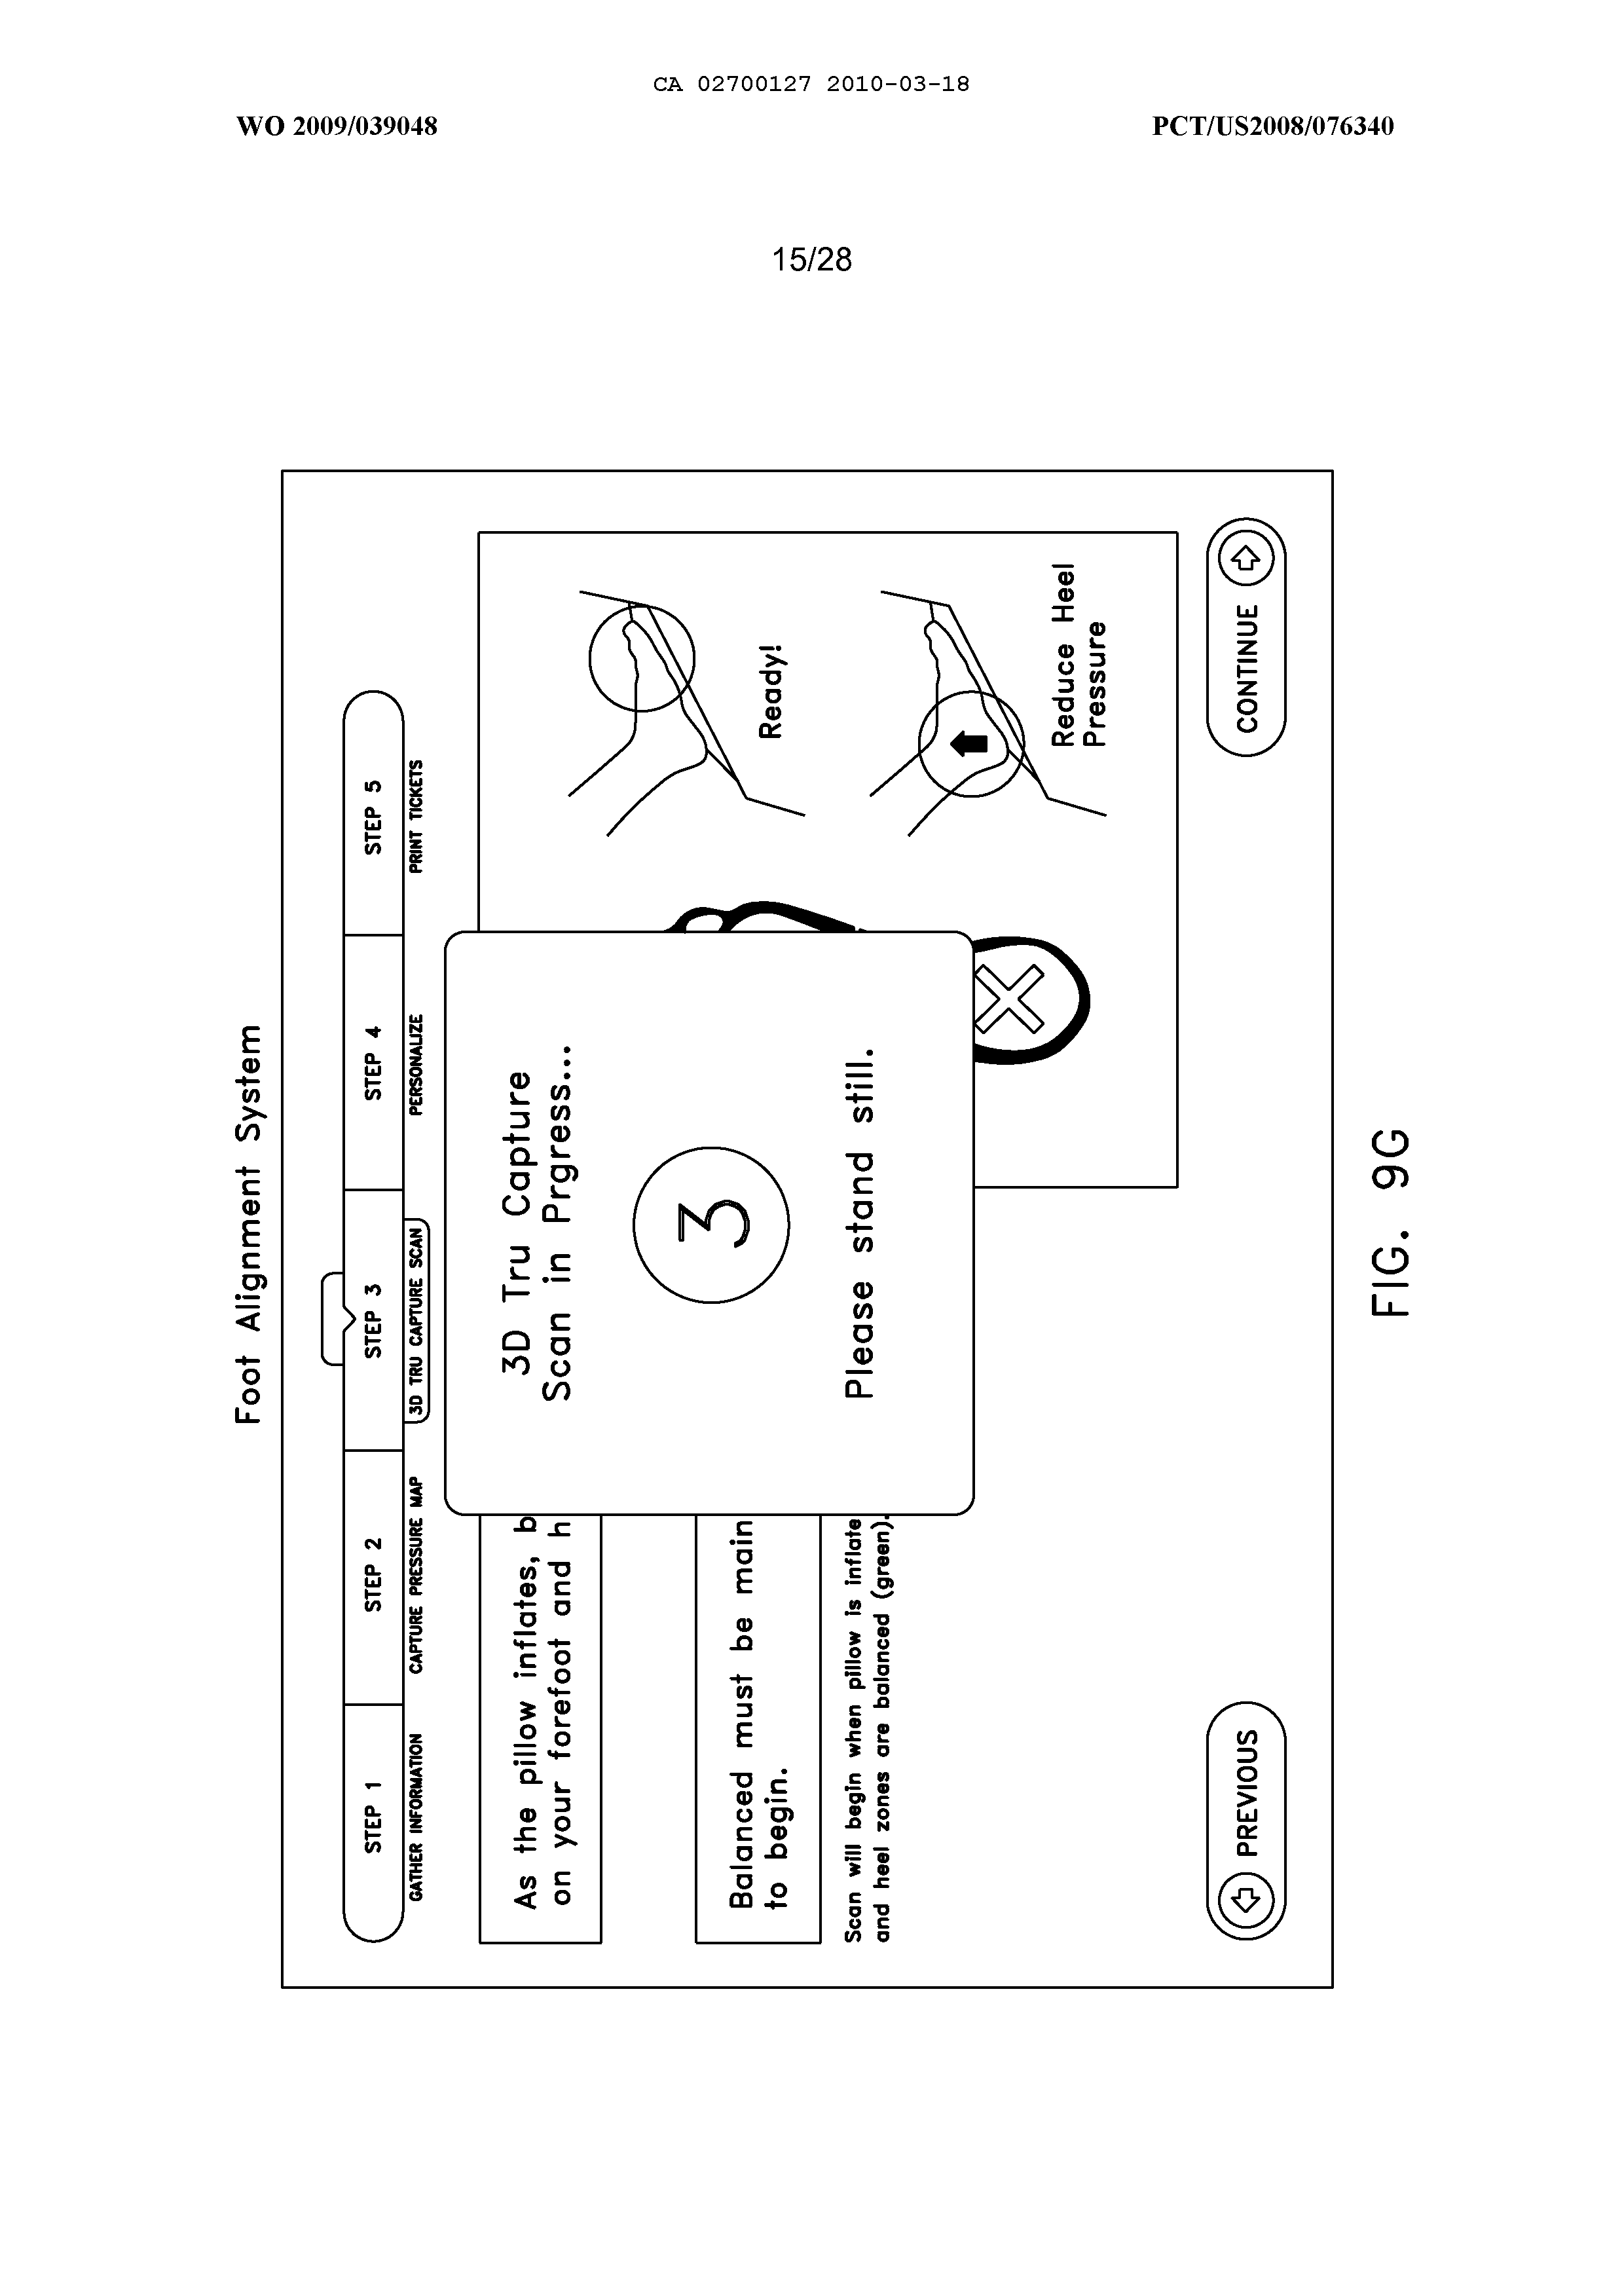 CA 02700127 2010-03-18
WO 2009/039048
PCT/US2008/076340
15/28
Foot Alignment System
STEP 1
STEP 2
STEP 3
STEP 4
STEP 5
GATHER INFORMATION
CAPTURE PRESSURE MAP
3D TRU CAPTURE SCAN
PERSONALIZE
PRINT TICKETS
As the pillow inflates, b
on your forefoot and h
Balanced must be main
to begin.
Scan will begin when pillow is inflate
and heel zones are balanced (green).
3D Tru Capture
Scan in Prgress...
3
Please stand still.
Ready!
Reduce Heel
Pressure
PREVIOUS
CONTINUE
FIG. 9G